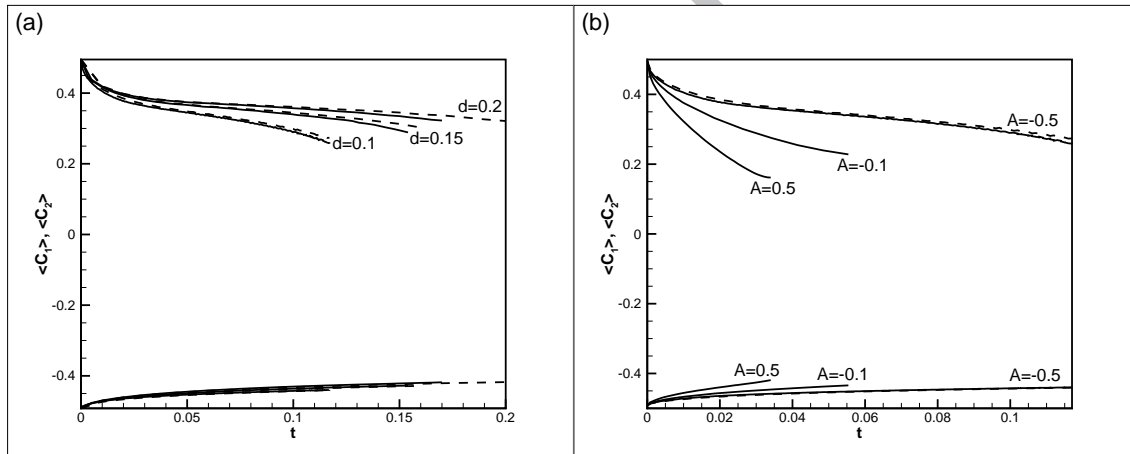 (a)
0.4
0.2
0
-0.2
-0.4
<C₁>, <C₂>
d=0.2
d=0.15
d=0.1
0 0.05 0.1 0.15 0.2
t
(b)
0.4
0.2
0
-0.2
-0.4
<C₁>, <C₂>
A=-0.5
A=-0.1
A=0.5
A=0.5
A=-0.1
A=-0.5
0 0.02 0.04 0.06 0.08 0.1
t